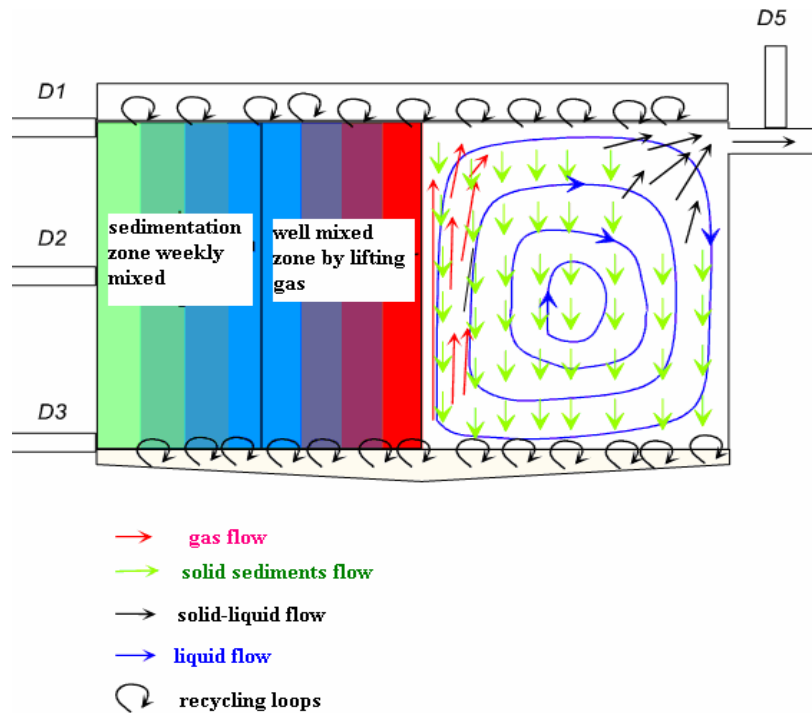 D5
D1
sedimentation
zone weekly
mixed
well mixed
zone by lifting
gas
D2
D3
gas flow
solid sediments flow
solid-liquid flow
liquid flow
recycling loops